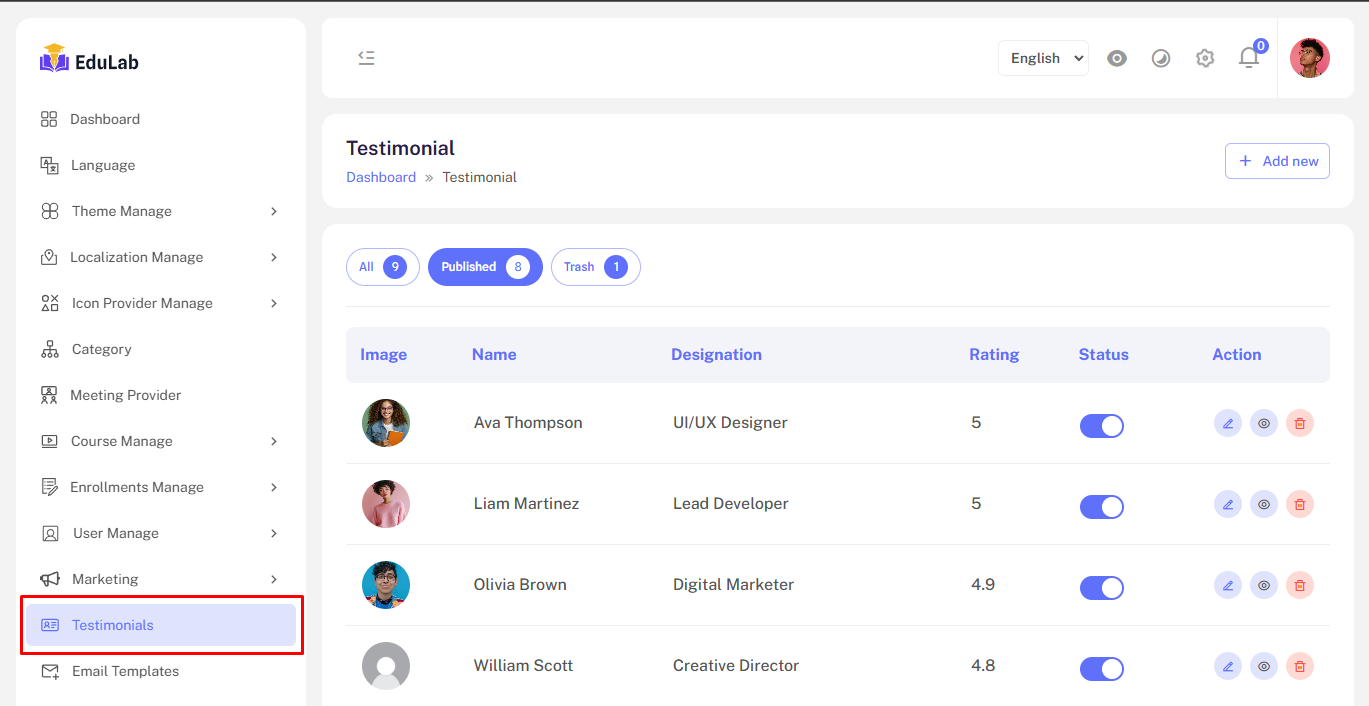 EduLab
Dashboard
Language
Theme Manage
Localization Manage
Icon Provider Manage
Category
Meeting Provider
Course Manage
Enrollments Manage
User Manage
Marketing
Testimonials
Email Templates
English
0
Testimonial
Dashboard » Testimonial
+ Add new
All 9 Published 8 Trash 1
Image Name Designation Rating Status Action
Ava Thompson UI/UX Designer 5
Liam Martinez Lead Developer 5
Olivia Brown Digital Marketer 4.9
William Scott Creative Director 4.8